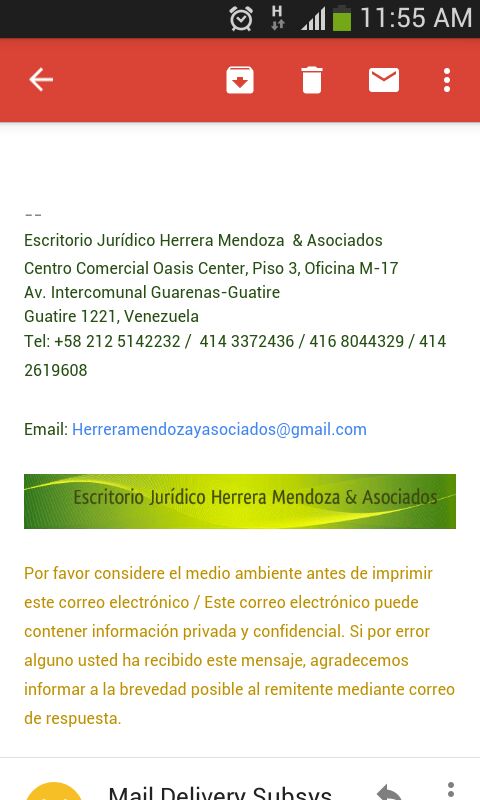 H
11:55 AM
--
Escritorio Jurídico Herrera Mendoza & Asociados
Centro Comercial Oasis Center, Piso 3, Oficina M-17
Av. Intercomunal Guarenas-Guatire
Guatire 1221, Venezuela
Tel: +58 212 5142232 / 414 3372436 / 416 8044329 / 414
2619608
Email: Herreramendozayasociados@gmail.com
Escritorio Jurídico Herrera Mendoza & Asociados
Por favor considere el medio ambiente antes de imprimir
este correo electrónico / Este correo electrónico puede
contener información privada y confidencial. Si por error
alguno usted ha recibido este mensaje, agradecemos
informar a la brevedad posible al remitente mediante correo
de respuesta.
Mail Delivery Subsys